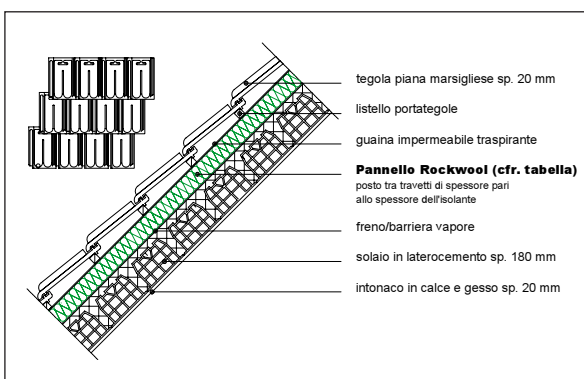 tegola piana marsigliese sp. 20 mm
listello portategole
guaina impermeabile traspirante
Pannello Rockwool (cfr. tabella)
posto tra travetti di spessore pari
allo spessore dell'isolante
freno/barriera vapore
solaio in laterocemento sp. 180 mm
intonaco in calce e gesso sp. 20 mm